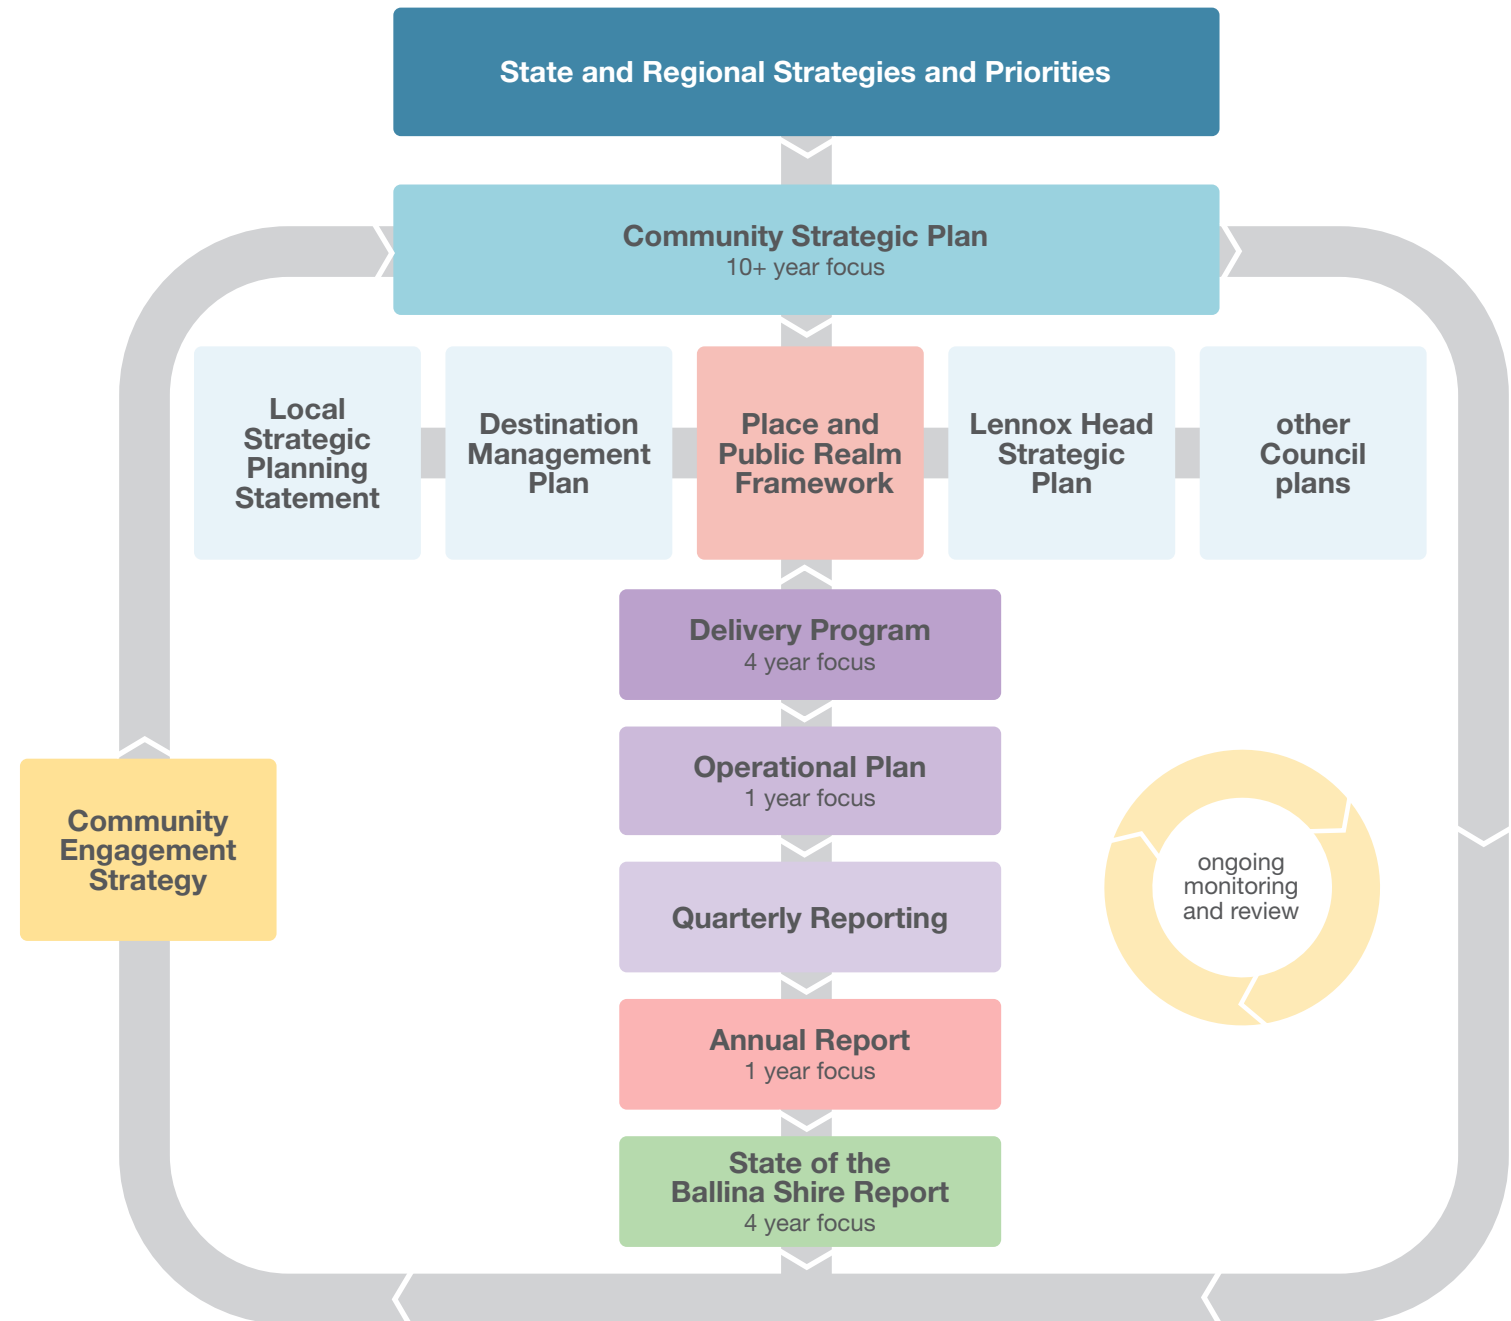 State and Regional Strategies and Priorities
Community Strategic Plan
10+ year focus
Local
Strategic
Planning
Statement
Destination
Management
Plan
Place and
Public Realm
Framework
Lennox Head
Strategic
Plan
other
Council
plans
Delivery Program
4 year focus
Operational Plan
1 year focus
Community
Engagement
Strategy
ongoing
monitoring
and review
Quarterly Reporting
Annual Report
1 year focus
State of the
Ballina Shire Report
4 year focus